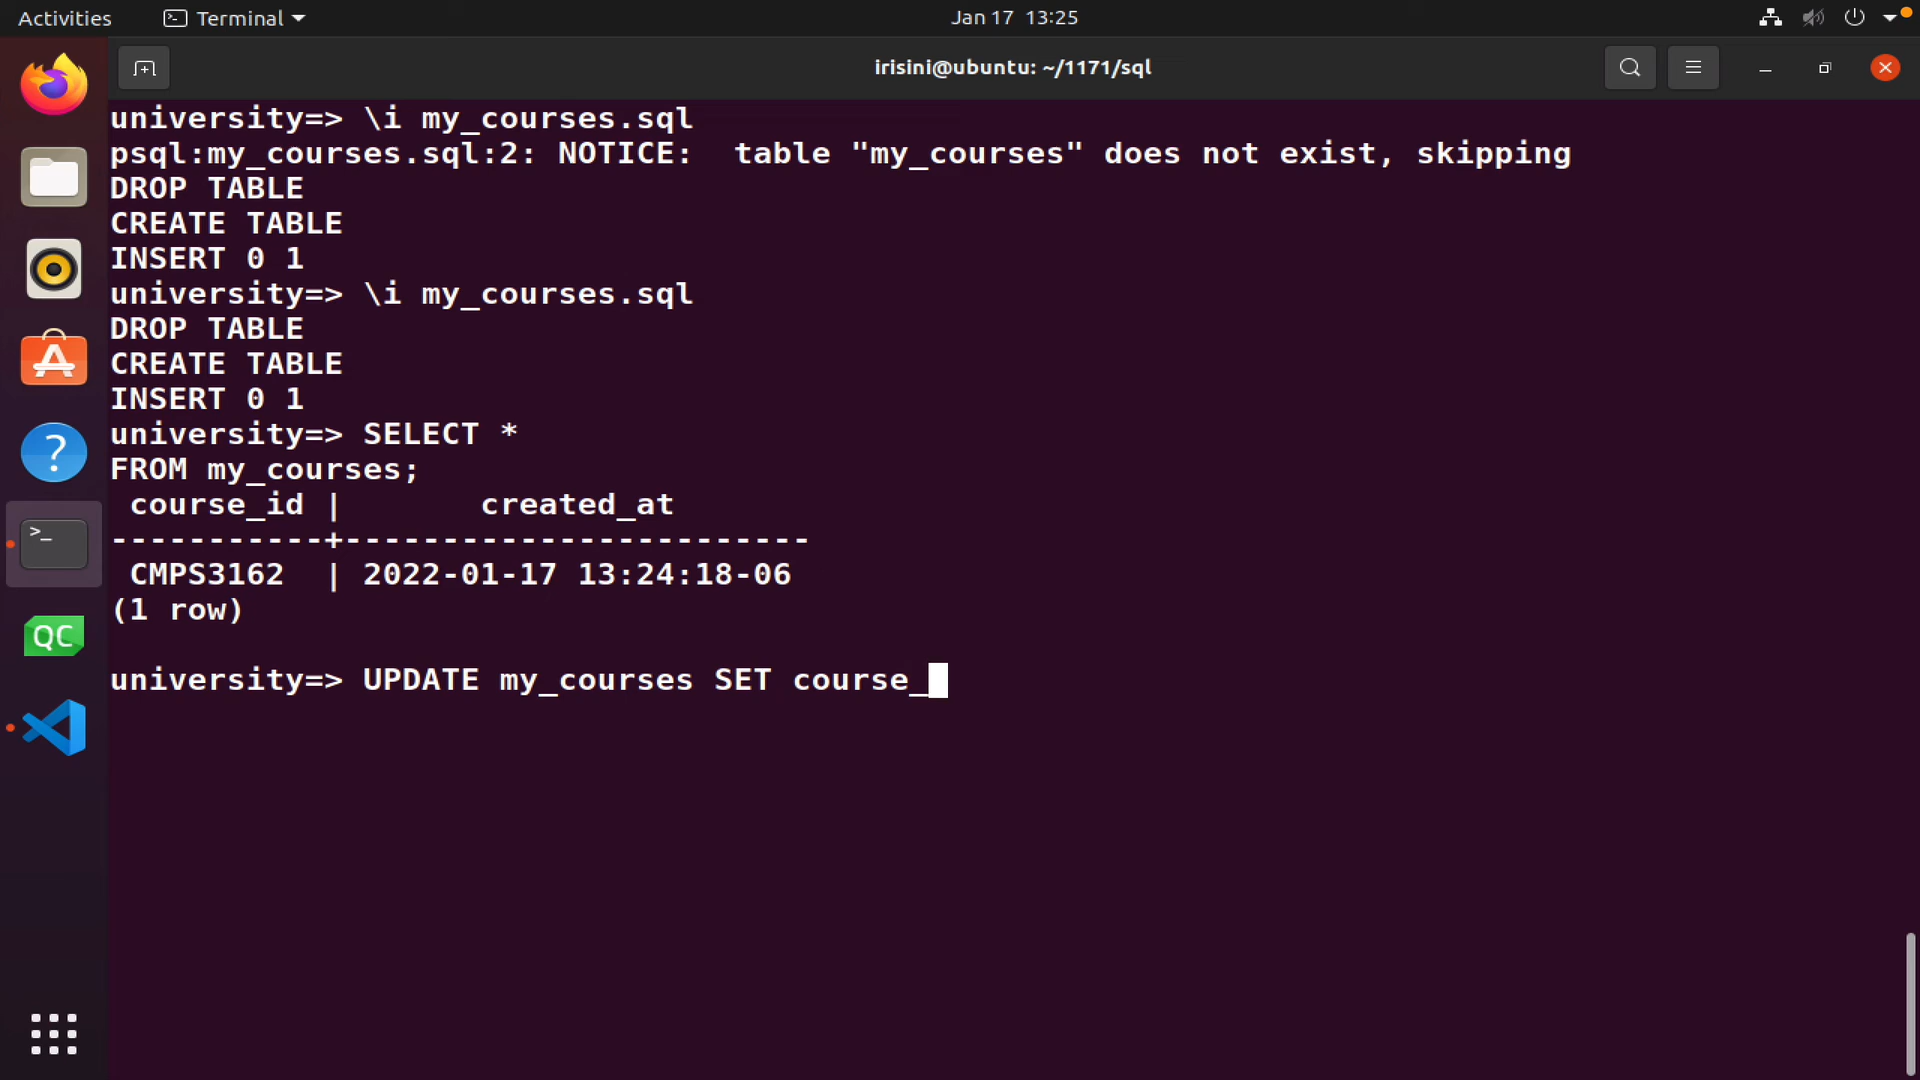 Activities
Terminal
Jan 17 13:25
irisini@ubuntu: ~/1171/sql
university=> \i my_courses.sql
psql:my_courses.sql:2: NOTICE:  table "my_courses" does not exist, skipping
DROP TABLE
CREATE TABLE
INSERT 0 1
university=> \i my_courses.sql
DROP TABLE
CREATE TABLE
INSERT 0 1
university=> SELECT *
FROM my_courses;
 course_id |       created_at
-----------+------------------------
 CMPS3162  | 2022-01-17 13:24:18-06
(1 row)
university=> UPDATE my_courses SET course_
>_
?
QC